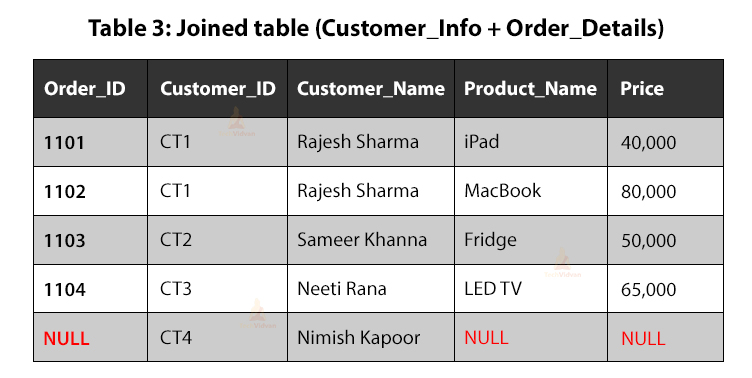 Table 3: Joined table (Customer_Info + Order_Details)
Order_ID Customer_ID Customer_Name Product_Name Price
1101 CT1 Rajesh Sharma iPad 40,000
1102 CT1 Rajesh Sharma MacBook 80,000
1103 CT2 Sameer Khanna Fridge 50,000
1104 CT3 Neeti Rana LED TV 65,000
NULL CT4 Nimish Kapoor NULL NULL